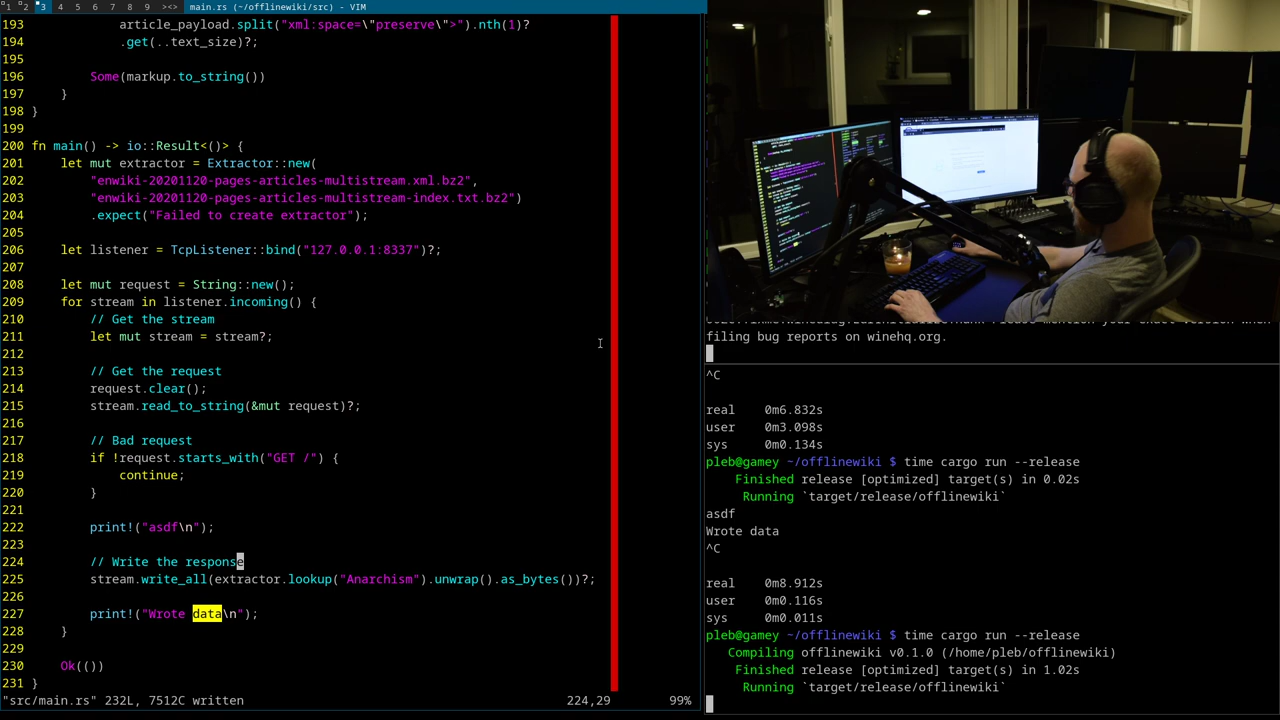 1 2 3 4 5 6 7 8 9 ><> main.rs (~/offlinewiki/src) - VIM
193 article_payload.split("xml:space=\"preserve\">").nth(1)?
194 .get(..text_size)?;
195
196 Some(markup.to_string())
197 }
198 }
199
200 fn main() -> io::Result<()> {
201 let mut extractor = Extractor::new(
202 "enwiki-20201120-pages-articles-multistream.xml.bz2",
203 "enwiki-20201120-pages-articles-multistream-index.txt.bz2")
204 .expect("Failed to create extractor");
205
206 let listener = TcpListener::bind("127.0.0.1:8337")?;
207
208 let mut request = String::new();
209 for stream in listener.incoming() {
210 // Get the stream
211 let mut stream = stream?;
212
213 // Get the request
214 request.clear();
215 stream.read_to_string(&mut request)?;
216
217 // Bad request
218 if !request.starts_with("GET /") {
219 continue;
220 }
221
222 print!("asdf\n");
223
224 // Write the response
225 stream.write_all(extractor.lookup("Anarchism").unwrap().as_bytes())?;
226
227 print!("Wrote data\n");
228 }
229
230 Ok(())
231 }
"src/main.rs" 232L, 7512C written 224,29 99%
filing bug reports on winehq.org.
^C
real 0m6.832s
user 0m3.098s
sys 0m0.134s
pleb@gamey ~/offlinewiki $ time cargo run --release
Finished release [optimized] target(s) in 0.02s
Running `target/release/offlinewiki`
asdf
Wrote data
^C
real 0m8.912s
user 0m0.116s
sys 0m0.011s
pleb@gamey ~/offlinewiki $ time cargo run --release
Compiling offlinewiki v0.1.0 (/home/pleb/offlinewiki)
Finished release [optimized] target(s) in 1.02s
Running `target/release/offlinewiki`